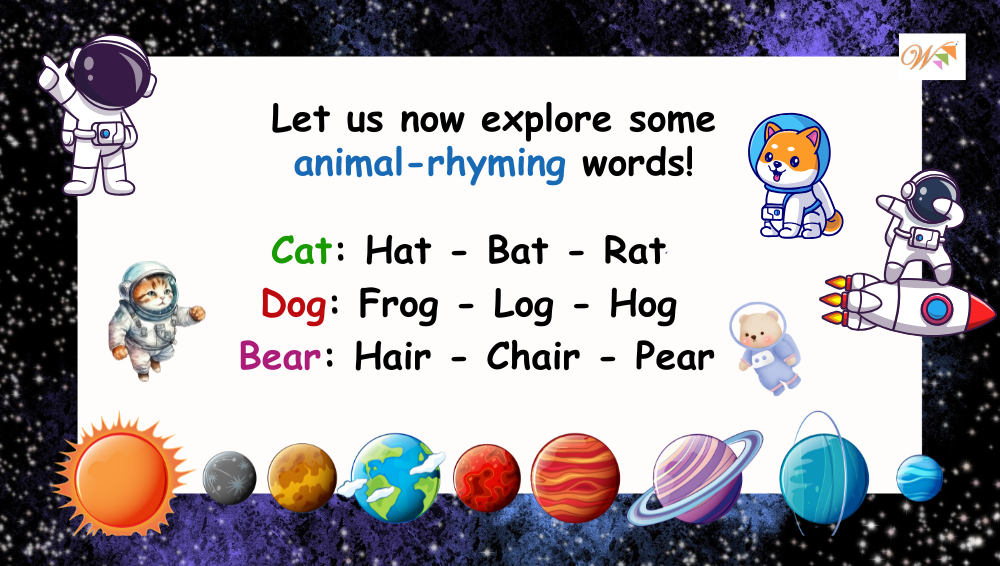 Let us now explore some
animal-rhyming words!
Cat: Hat - Bat - Rat
Dog: Frog - Log - Hog
Bear: Hair - Chair - Pear
W